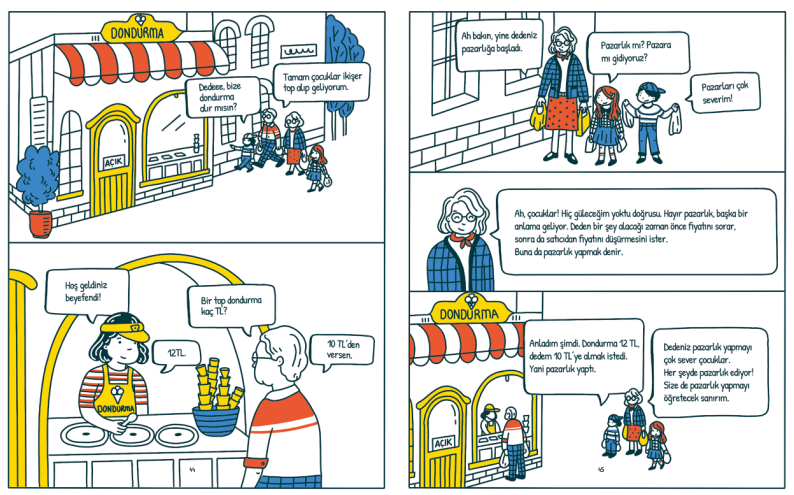 DONDURMA
Dedeee, bize
dondurma
alır mısın?
Tamam çocuklar ikişer
top alıp geliyorum.
AÇIK
Hoş geldiniz
beyefendi!
Bir top dondurma
kaç TL?
12TL.
10 TL'den
versen.
DONDURMA
44
Ah bakın, yine dedeniz
pazarlığa başladı.
Pazarlık mı? Pazara
mı gidiyoruz?
Pazarları çok
severim!
Ah, çocuklar! Hiç güleceğim yoktu doğrusu. Hayır pazarlık, başka bir
anlama geliyor. Deden bir şey alacağı zaman önce fiyatını sorar,
sonra da satıcıdan fiyatını düşürmesini ister.
Buna da pazarlık yapmak denir.
DONDURMA
Anladım şimdi. Dondurma 12 TL,
dedem 10 TL'ye almak istedi.
Yani pazarlık yaptı.
Dedeniz pazarlık yapmayı
çok sever çocuklar.
Her şeyde pazarlık ediyor!
Size de pazarlık yapmayı
öğretecek sanırım.
AÇIK
45